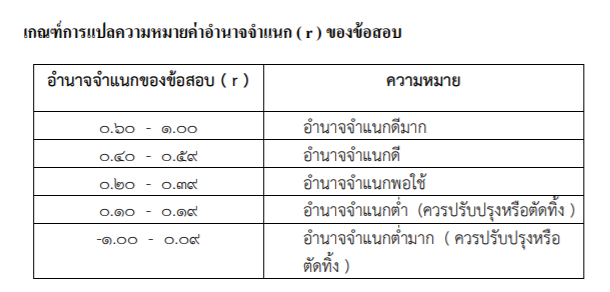 เกณฑ์การแปลความหมายค่าอำนาจจำแนก ( r ) ของข้อสอบ
อำนาจจำแนกของข้อสอบ ( r ) ความหมาย
๐.๖๐ - ๑.๐๐ อำนาจจำแนกดีมาก
๐.๔๐ - ๐.๕๙ อำนาจจำแนกดี
๐.๒๐ - ๐.๓๙ อำนาจจำแนกพอใช้
๐.๑๐ - ๐.๑๙ อำนาจจำแนกต่ำ (ควรปรับปรุงหรือตัดทิ้ง )
-๑.๐๐ - ๐.๐๙ อำนาจจำแนกต่ำมาก ( ควรปรับปรุงหรือ
ตัดทิ้ง )